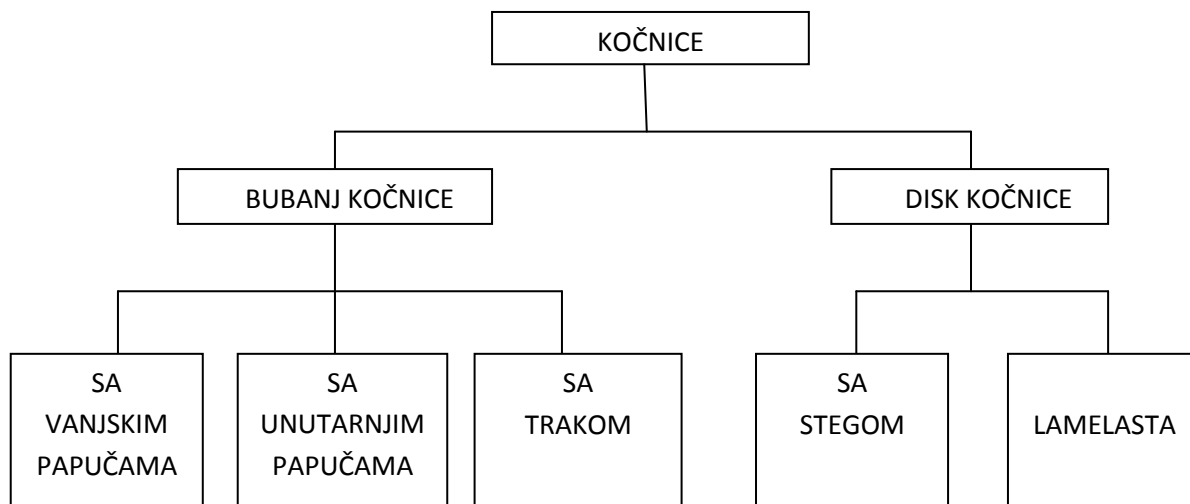 KOČNICE
BUBANJ KOČNICE
DISK KOČNICE
SA
VANJSKIM
PAPUČAMA
SA
UNUTARNJIM
PAPUČAMA
SA
TRAKOM
SA
STEGOM
LAMELASTA